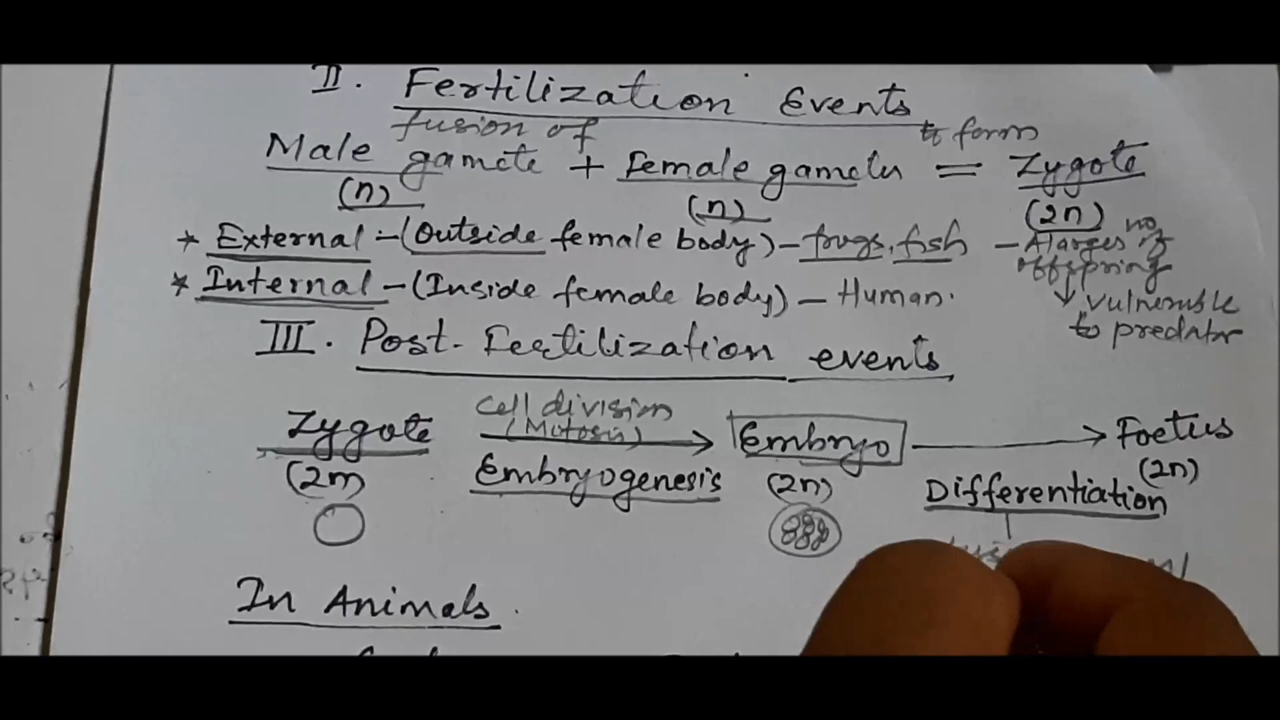 II. Fertilization Events
fusion of
to form
Male gamete + Female gametes = Zygote
(n) (n) (2n)
* External - (Outside female body) - frogs, fish - A large no of
offspring
* Internal - (Inside female body) - Human.
↓ vulnerable
to predator
III. Post-Fertilization events
Zygote cell division (Mitosis) → Embryo → Foetus
(2n) Embryogenesis (2n) Differentiation (2n)
In Animals.